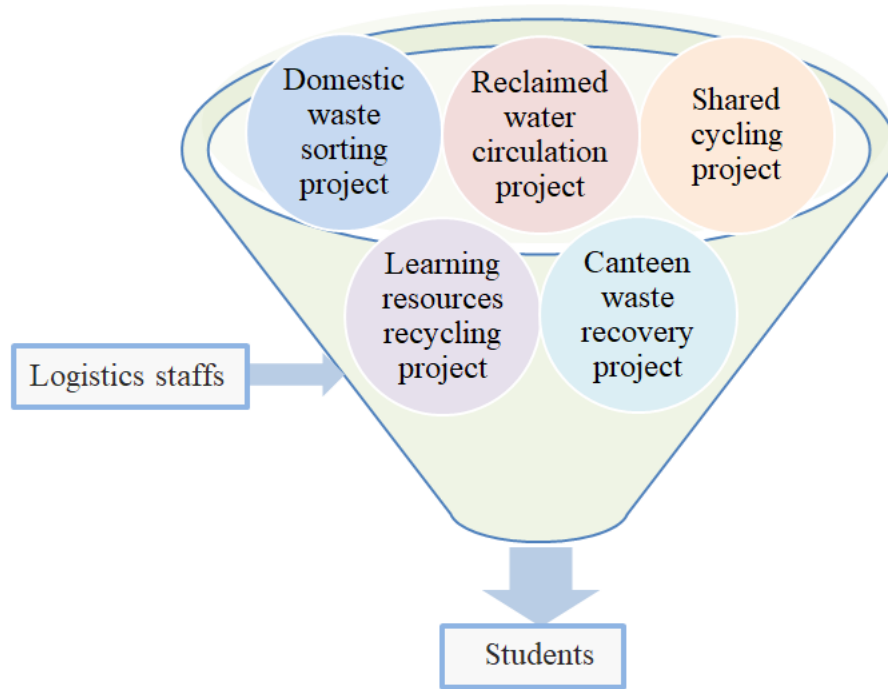 Domestic
waste
sorting
project
Reclaimed
water
circulation
project
Shared
cycling
project
Learning
resources
recycling
project
Canteen
waste
recovery
project
Logistics staffs
Students